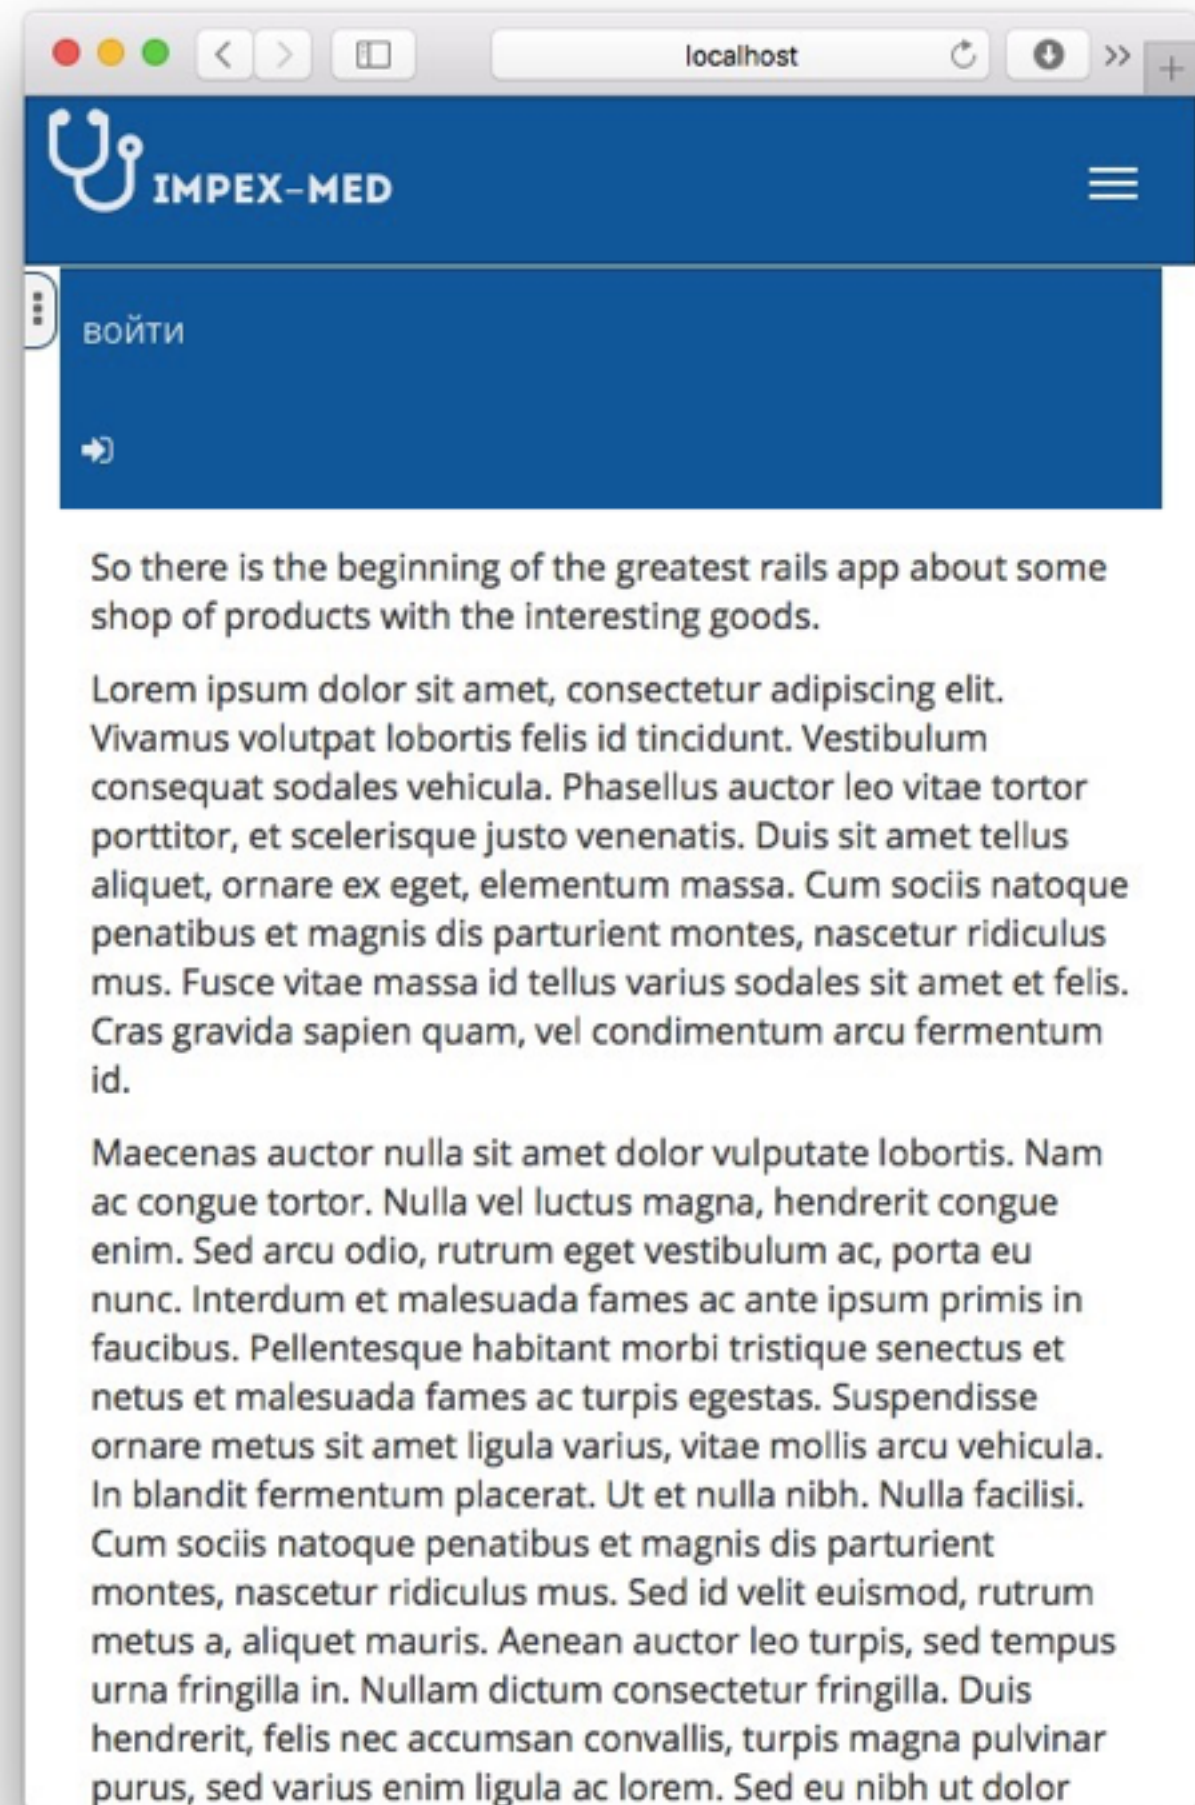 localhost
IMPEX-MED
войти
So there is the beginning of the greatest rails app about some
shop of products with the interesting goods.
Lorem ipsum dolor sit amet, consectetur adipiscing elit.
Vivamus volutpat lobortis felis id tincidunt. Vestibulum
consequat sodales vehicula. Phasellus auctor leo vitae tortor
porttitor, et scelerisque justo venenatis. Duis sit amet tellus
aliquet, ornare ex eget, elementum massa. Cum sociis natoque
penatibus et magnis dis parturient montes, nascetur ridiculus
mus. Fusce vitae massa id tellus varius sodales sit amet et felis.
Cras gravida sapien quam, vel condimentum arcu fermentum
id.
Maecenas auctor nulla sit amet dolor vulputate lobortis. Nam
ac congue tortor. Nulla vel luctus magna, hendrerit congue
enim. Sed arcu odio, rutrum eget vestibulum ac, porta eu
nunc. Interdum et malesuada fames ac ante ipsum primis in
faucibus. Pellentesque habitant morbi tristique senectus et
netus et malesuada fames ac turpis egestas. Suspendisse
ornare metus sit amet ligula varius, vitae mollis arcu vehicula.
In blandit fermentum placerat. Ut et nulla nibh. Nulla facilisi.
Cum sociis natoque penatibus et magnis dis parturient
montes, nascetur ridiculus mus. Sed id velit euismod, rutrum
metus a, aliquet mauris. Aenean auctor leo turpis, sed tempus
urna fringilla in. Nullam dictum consectetur fringilla. Duis
hendrerit, felis nec accumsan convallis, turpis magna pulvinar
purus, sed varius enim ligula ac lorem. Sed eu nibh ut dolor